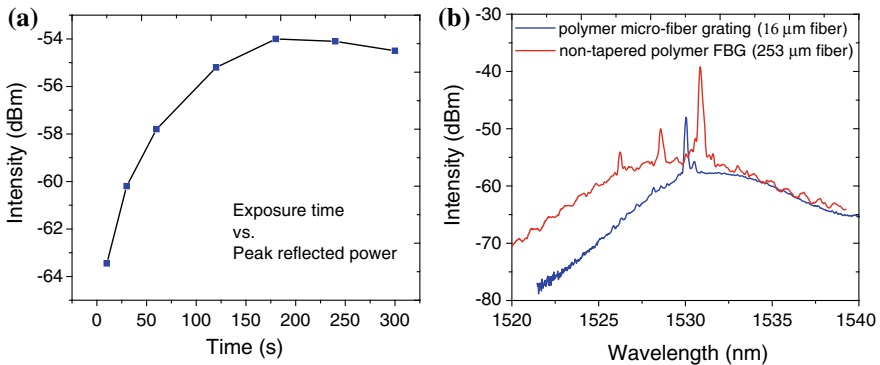 (a)
-54
-56
-58
-60
-62
-64
Intensity (dBm)
Exposure time
vs.
Peak reflected power
0 50 100 150 200 250 300
Time (s)
(b)
-30
-40
-50
-60
-70
-80
Intensity (dBm)
polymer micro-fiber grating (16 μm fiber)
non-tapered polymer FBG (253 μm fiber)
1520 1525 1530 1535 1540
Wavelength (nm)